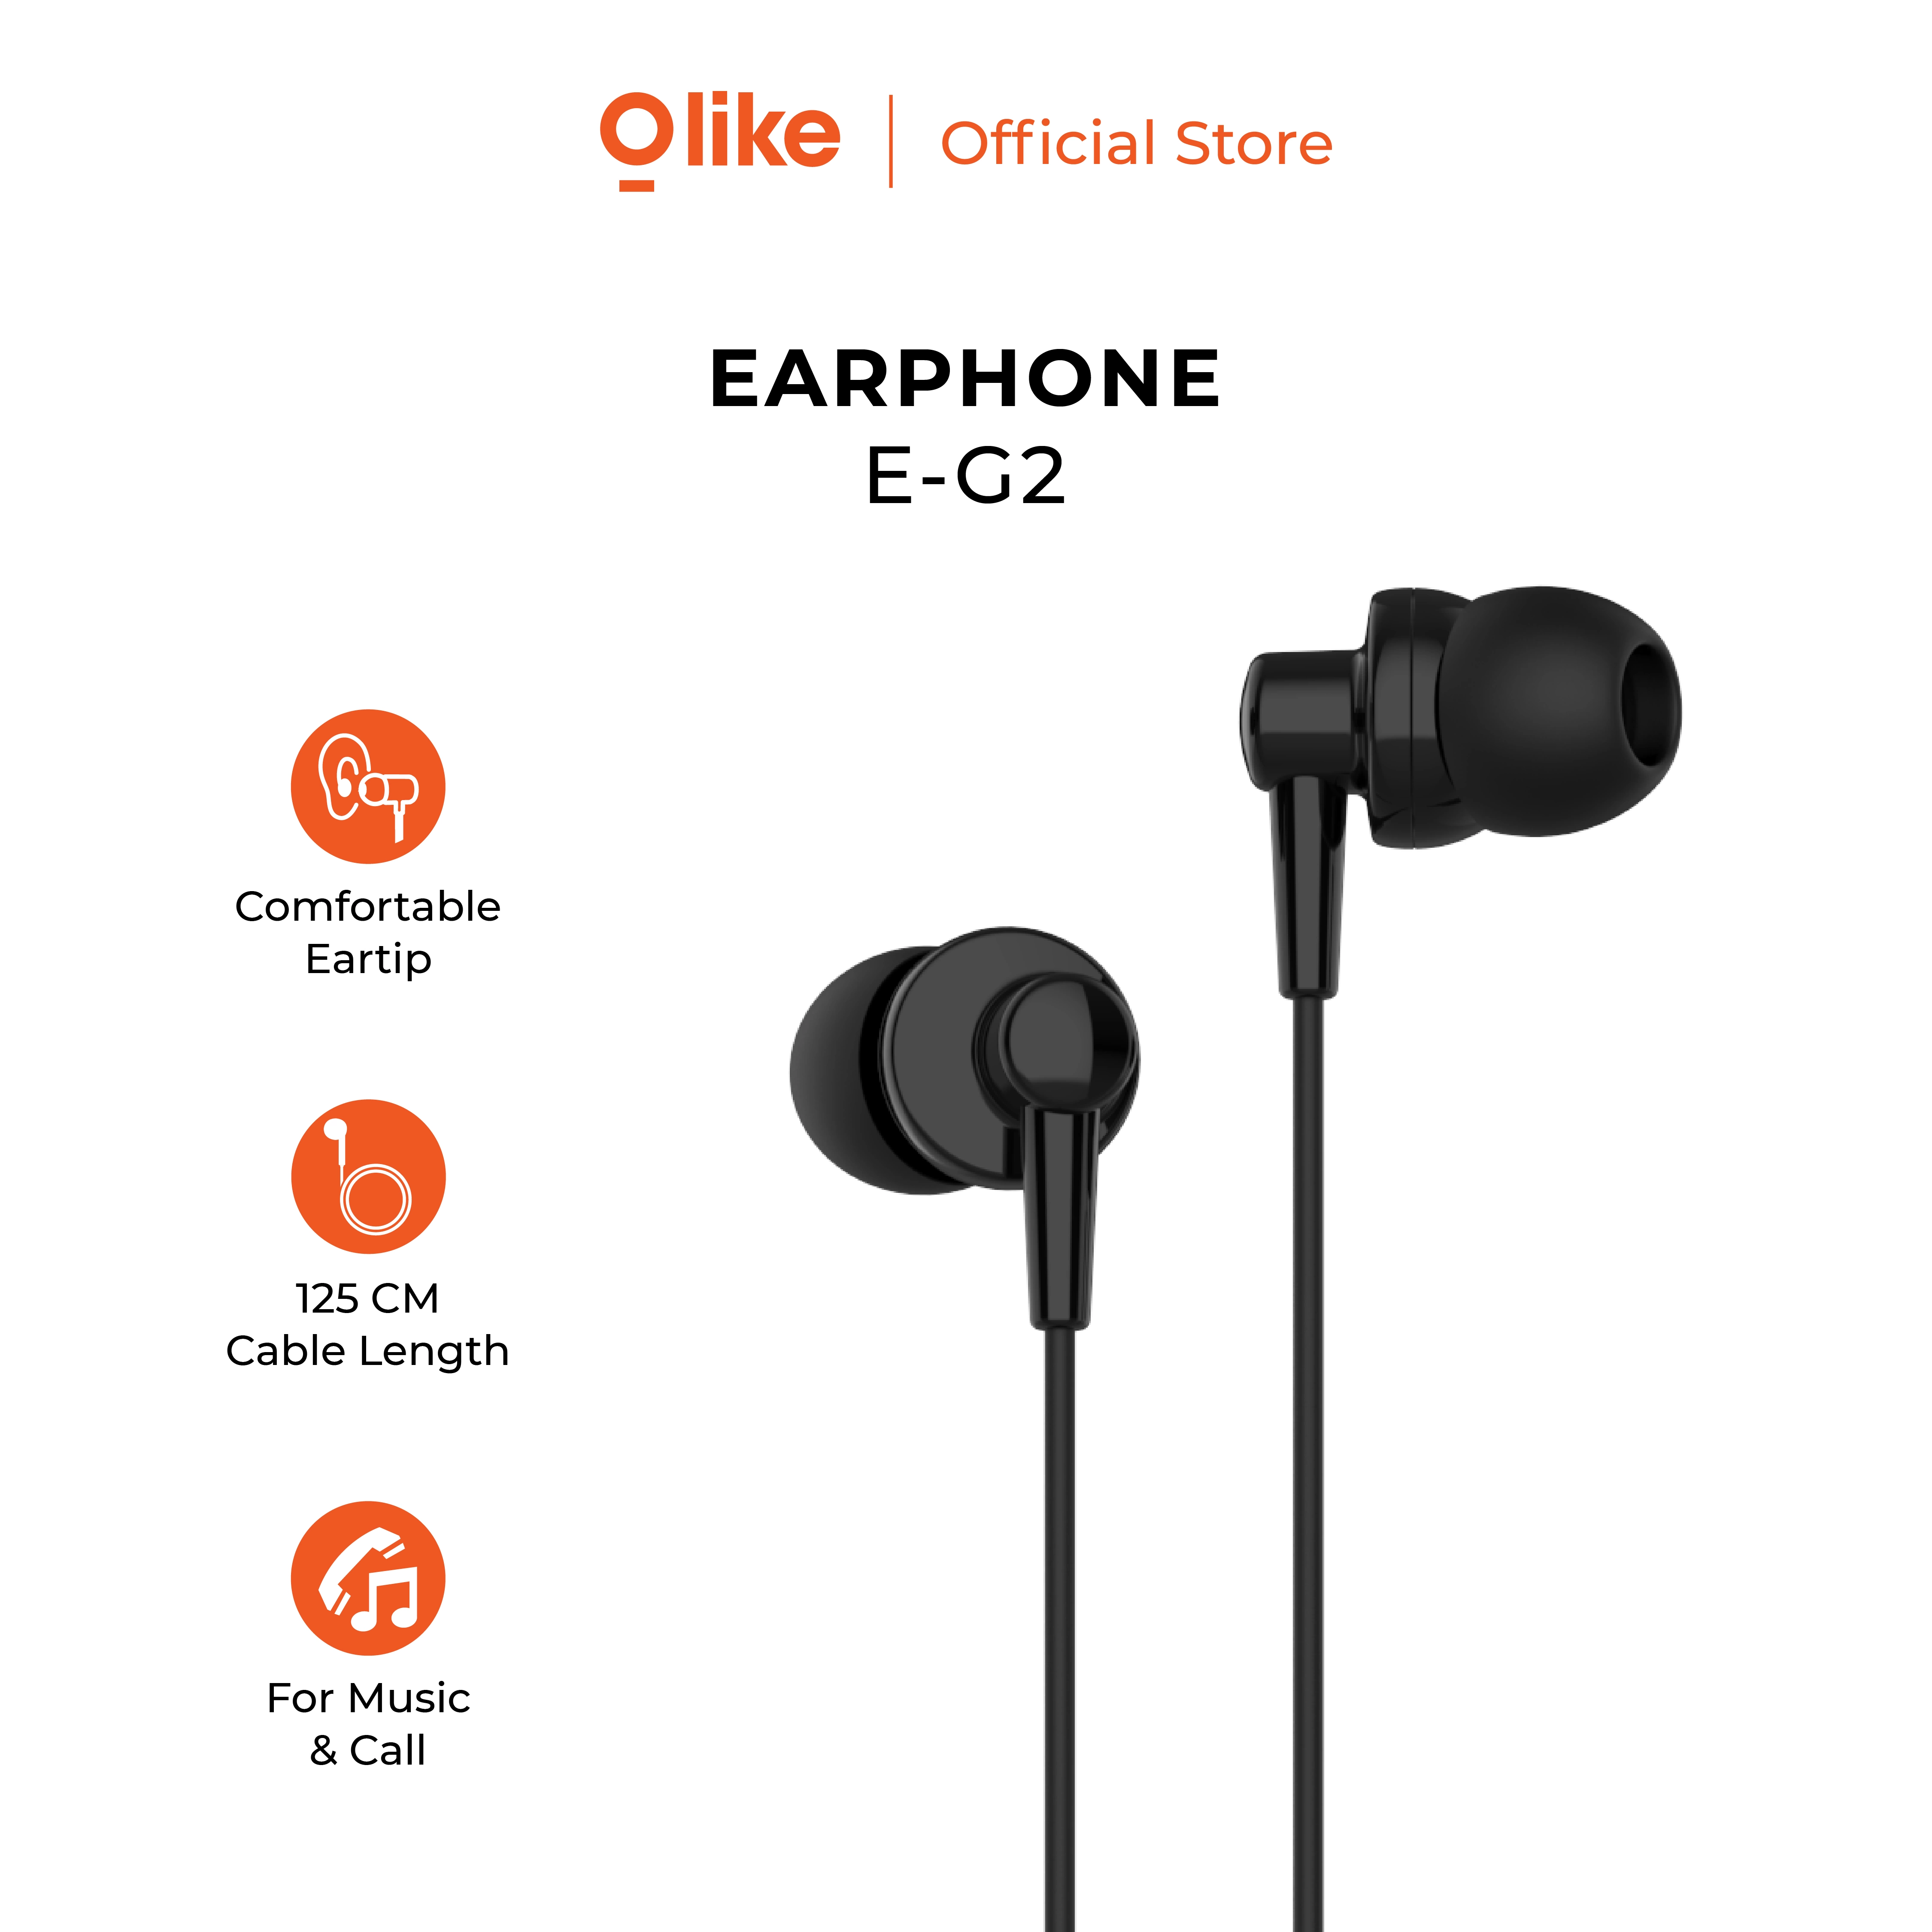 Olike | Official Store
EARPHONE
E-G2
Comfortable
Eartip
125 CM
Cable Length
For Music
& Call